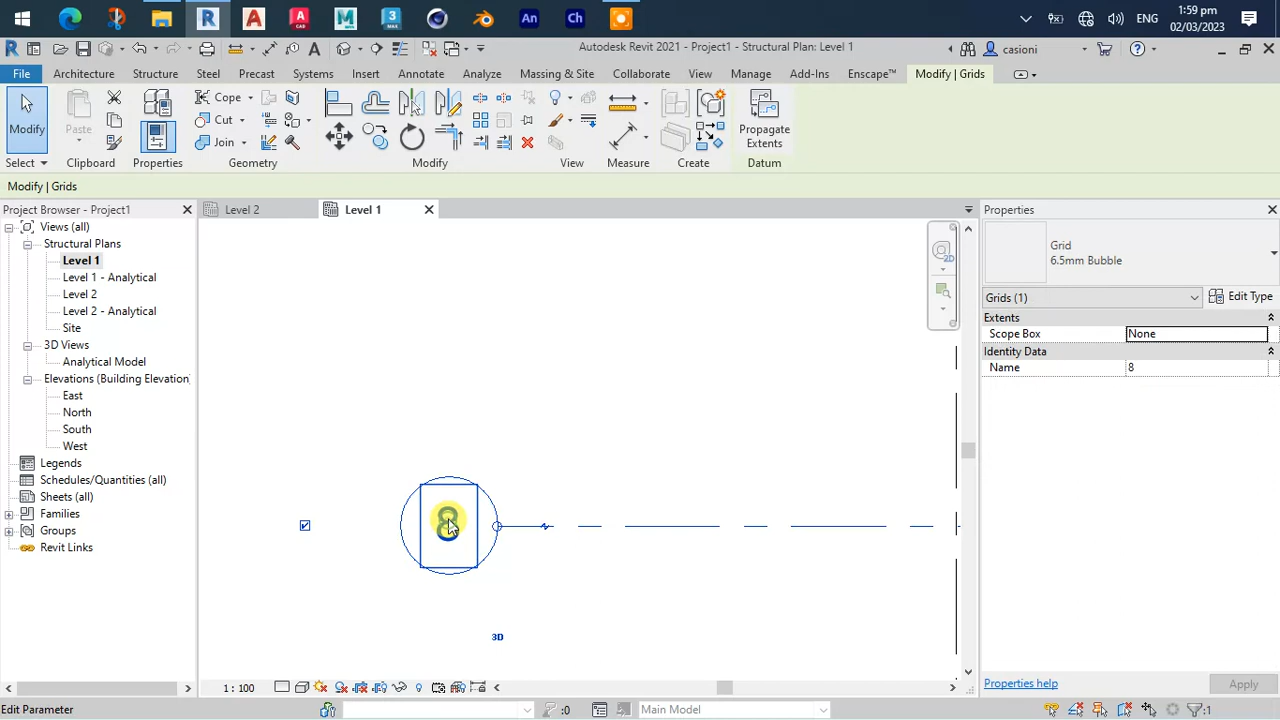 An
Ch
ENG
1:59 pm
02/03/2023
Autodesk Revit 2021 - Project1 - Structural Plan: Level 1
casioni
File
Architecture
Structure
Steel
Precast
Systems
Insert
Annotate
Analyze
Massing & Site
Collaborate
View
Manage
Add-Ins
Enscape™
Modify | Grids
Modify
Paste
Cope
Cut
Join
Propagate
Extents
Select
Clipboard
Properties
Geometry
Modify
View
Measure
Create
Datum
Modify | Grids
Project Browser - Project1
Level 2
Level 1
Properties
Views (all)
Structural Plans
Level 1
Level 1 - Analytical
Level 2
Level 2 - Analytical
Site
3D Views
Analytical Model
Elevations (Building Elevation)
East
North
South
West
Legends
Schedules/Quantities (all)
Sheets (all)
Families
Groups
Revit Links
2D
8
3D
Grid
6.5mm Bubble
Grids (1)
Edit Type
Extents
Scope Box
None
Identity Data
Name
8
Properties help
Apply
1 : 100
Edit Parameter
:0
Main Model
:1